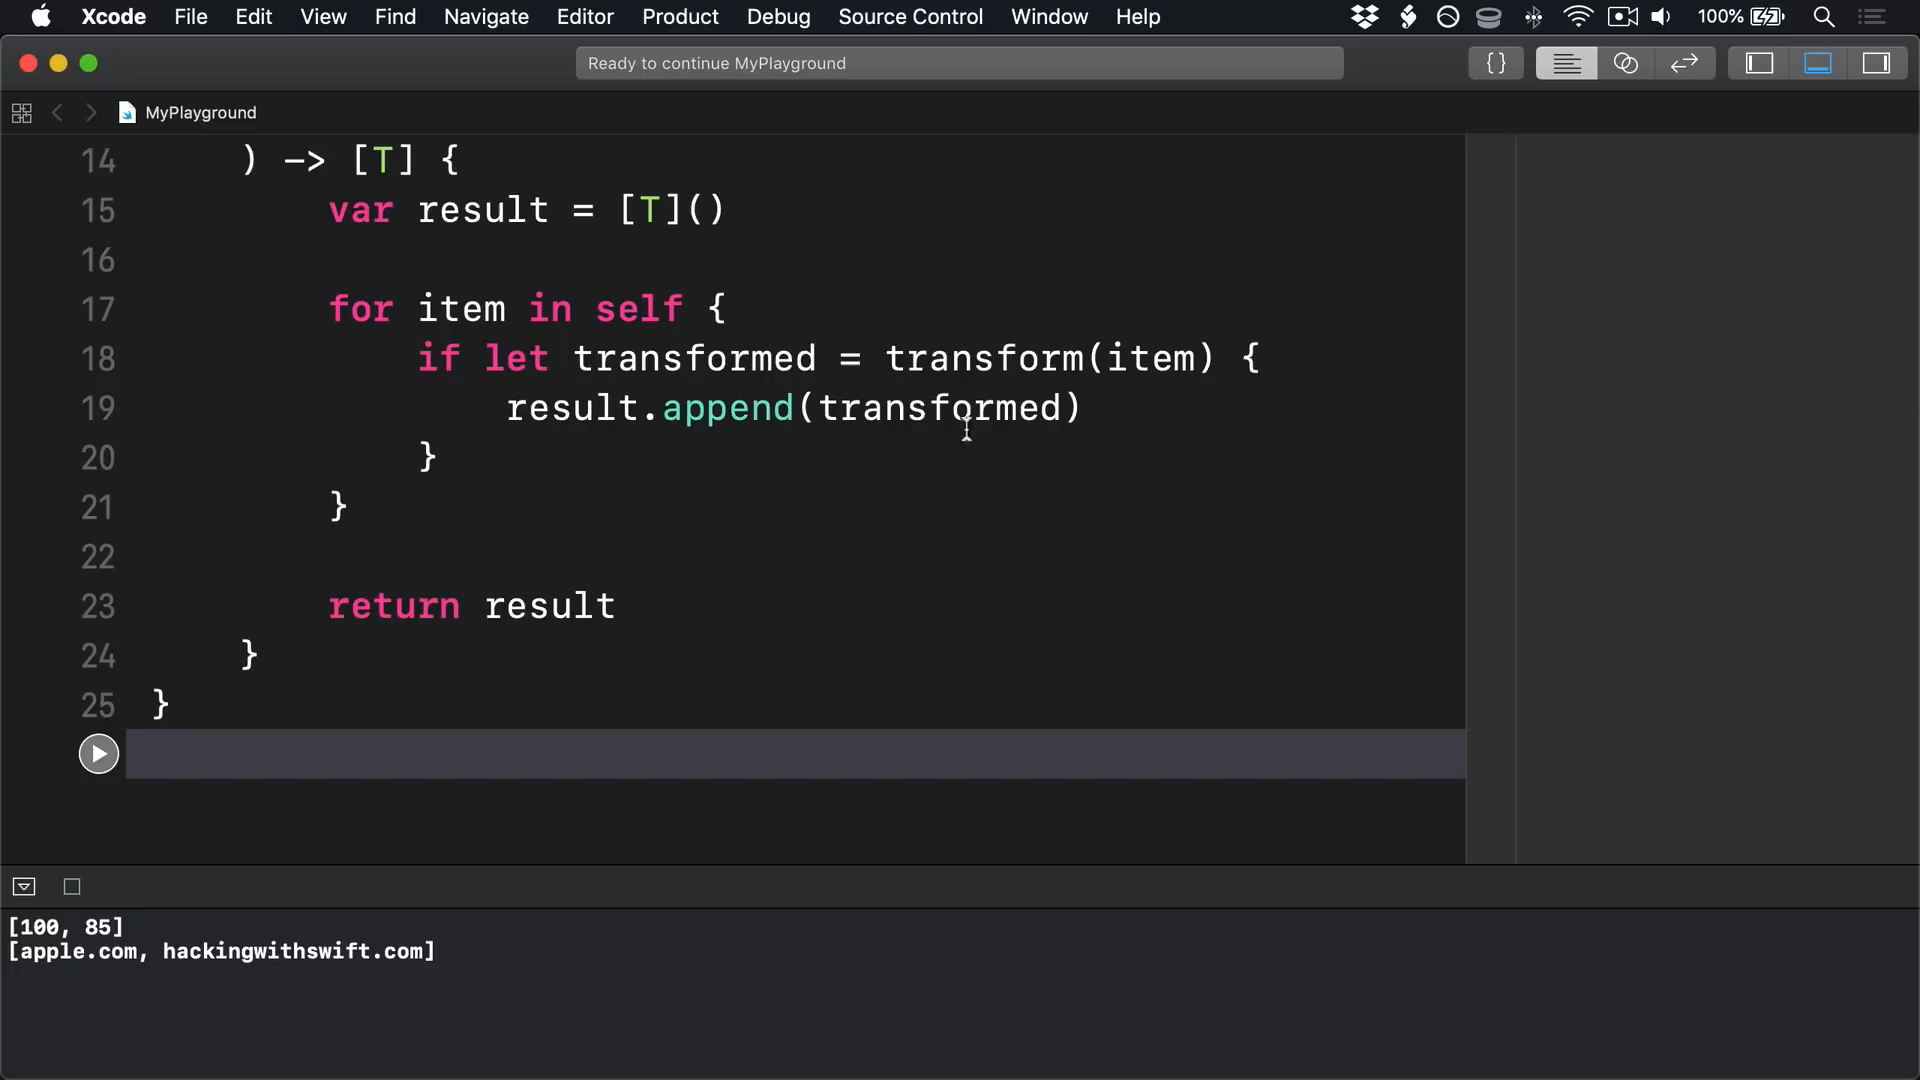 Xcode File Edit View Find Navigate Editor Product Debug Source Control Window Help 100%
Ready to continue MyPlayground { }
MyPlayground
14 ) -> [T] {
15 var result = [T]()
16
17 for item in self {
18 if let transformed = transform(item) {
19 result.append(transformed)
20 }
21 }
22
23 return result
24 }
25 }
[100, 85]
[apple.com, hackingwithswift.com]